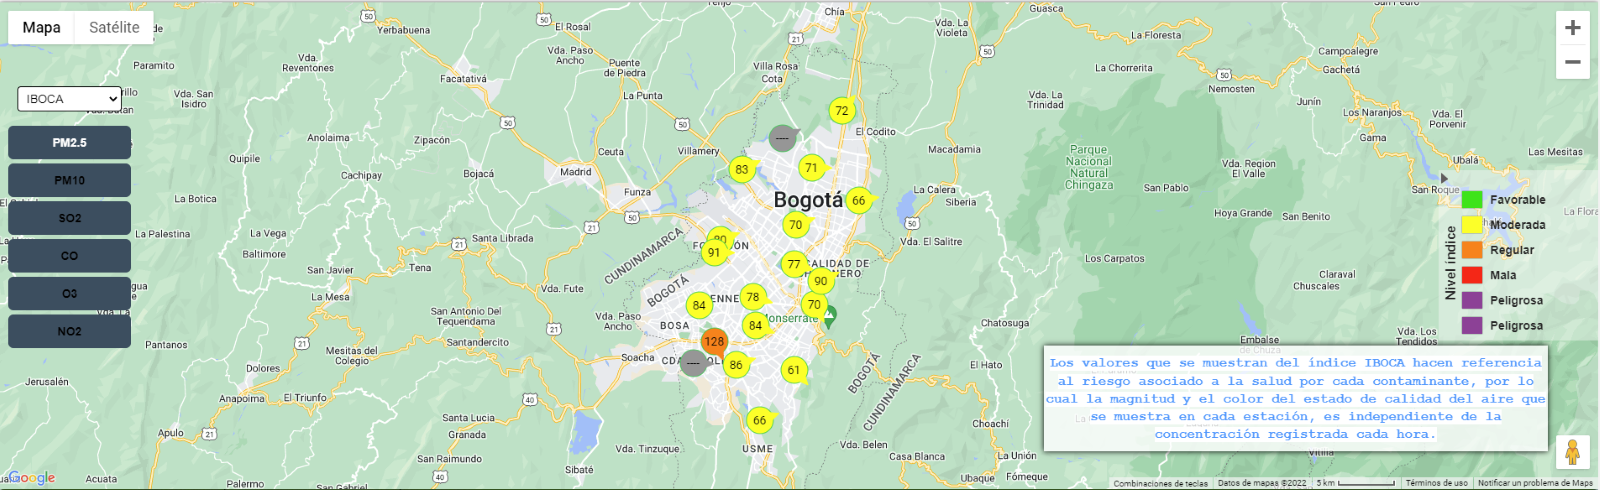 Mapa Satélite
IBOCA
PM2.5
PM10
SO2
CO
O3
NO2
Chía
Guasca
Vda. La Violeta
La Floresta
Campoalegre
Gachetá
La Chorrerita
Nemosten
Junín
Los Naranjos
Vda. El Porvenir
Gama
Las Mesitas
Ubalá
San Roque
Yerbabuena
El Rosal
Vda. Paso Ancho
Puente de Piedra
Villa Rosa
Cota
La Punta
Facatativá
Vda. Reventones
Paramito
Vda. San Isidro
Anolaima
Zipacón
Ceuta
Villamery
El Codito
Macadamia
Vda. La Trinidad
Parque Nacional Natural Chingaza
Vda. Region El Valle
San Pablo
Quipile
Cachipay
Bojacá
Madrid
Funza
Bogotá
La Calera
Siberia
Hoya Grande
San Benito
La Botica
La Palestina
La Vega
Baltimore
Santa Librada
Tena
San Javier
La Mesa
Vda. Fute
CUNDINAMARCA
BOGOTÁ
Vda. El Salitre
Los Carpatos
Claraval
Chuscales
San Antonio Del Tequendama
Vda. Paso Ancho
BOSA
Monserrate
Chatosuga
Pantanos
Mesitas del Colegio
Dolores
Soacha
El Hato
Santandercito
Jerusalén
Anapoima
El Triunfo
Santa Lucia
Granada
Apulo
San Raimundo
Vda. Tinzuque
USME
BOGOTÁ
CUNDINAMARCA
Vda. Belen
Choachí
Casa Blanca
La Unión
Ubaque
Fómeque
Sibaté
Acuata
Palermo
San Gabriel
Vda. Los Tendidos
Embalse de Chuza
72
71
83
66
70
91
77
90
78
84
70
84
128
86
61
66
Nivel índice
Favorable
Moderada
Regular
Mala
Peligrosa
Peligrosa
Los valores que se muestran del índice IBOCA hacen referencia
al riesgo asociado a la salud por cada contaminante, por lo
cual la magnitud y el color del estado de calidad del aire que
se muestra en cada estación, es independiente de la
concentración registrada cada hora.
Google
Combinaciones de teclas Datos de mapas ©2022 5 km Términos de uso Notificar un problema de Maps